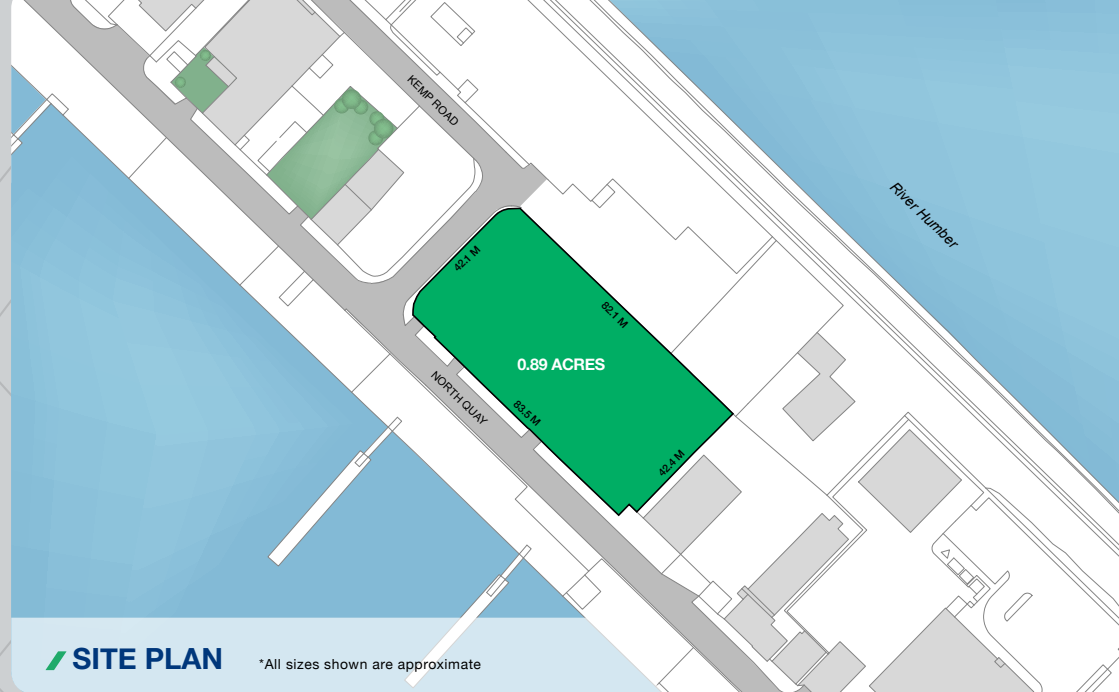 KEMP ROAD
River Humber
42.1 M
82.1 M
0.89 ACRES
NORTH QUAY
83.5 M
42.4 M
SITE PLAN
*All sizes shown are approximate